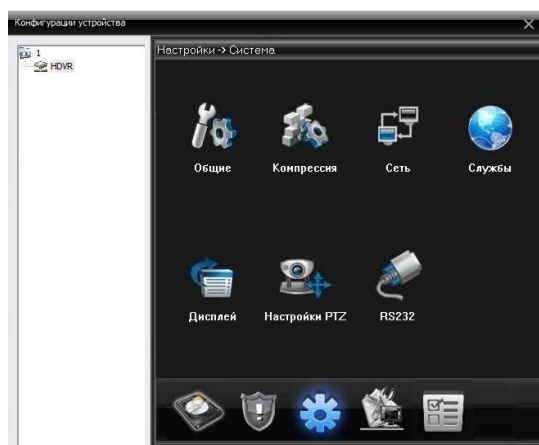 Конфигурации устройства
1
HDVR
Настройки -> Система
Общие
Компрессия
Сеть
Службы
Дисплей
Настройки PTZ
RS232